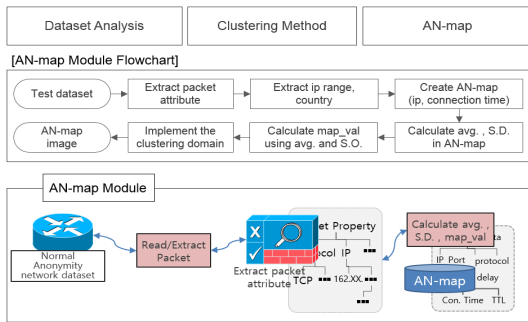 Dataset Analysis
Clustering Method
AN-map
[AN-map Module Flowchart]
Test dataset
Extract packet
attribute
Extract ip range,
country
Create AN-map
(ip, connection time)
AN-map
image
Implement the
clustering domain
Calculate map_val
using avg. and S.O.
Calculate avg. , S.D.
in AN-map
AN-map Module
Normal
Anonymity
network dataset
Read/Extract
Packet
Extract packet
attribute
et Property
ocol IP
TCP
162.XX.
Calculate avg. ,
S.D. , map_val
ta
IP Port
protocol
delay
AN-map
Con. Time
TTL